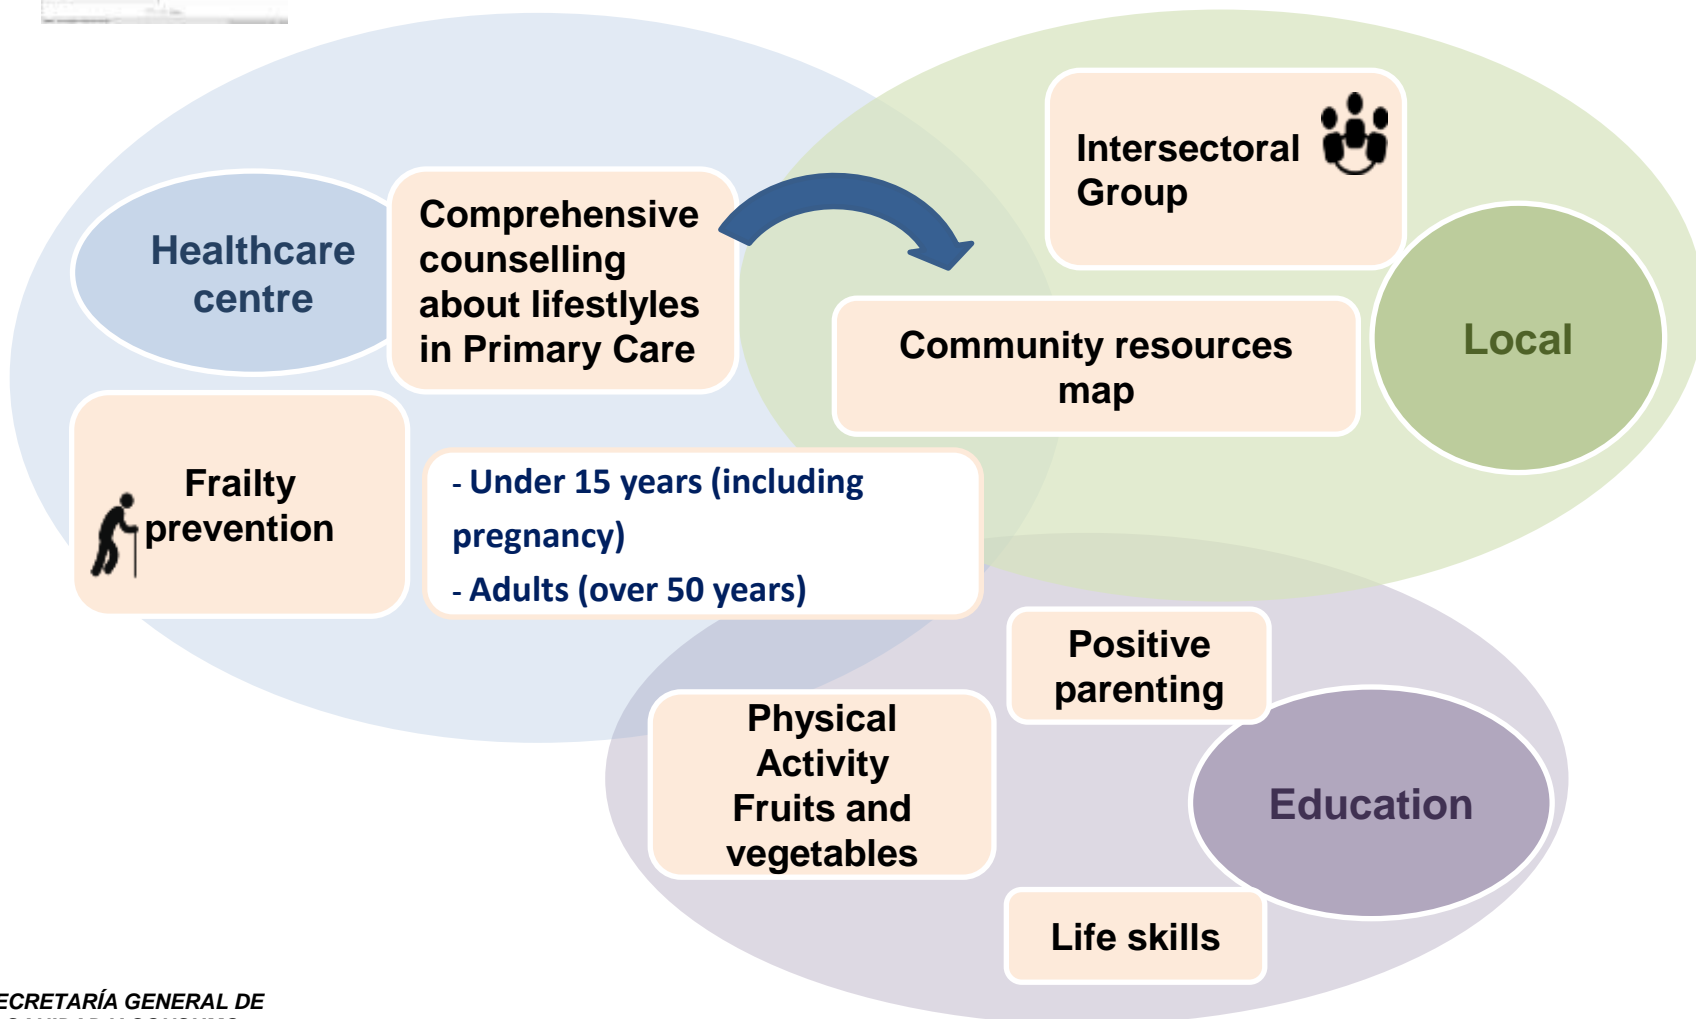 Healthcare
centre
Comprehensive
counselling
about lifestlyles
in Primary Care
Intersectoral
Group
Community resources
map
Local
Frailty
prevention
- Under 15 years (including
pregnancy)
- Adults (over 50 years)
Positive
parenting
Physical
Activity
Fruits and
vegetables
Education
Life skills
ECRETARÍA GENERAL DE